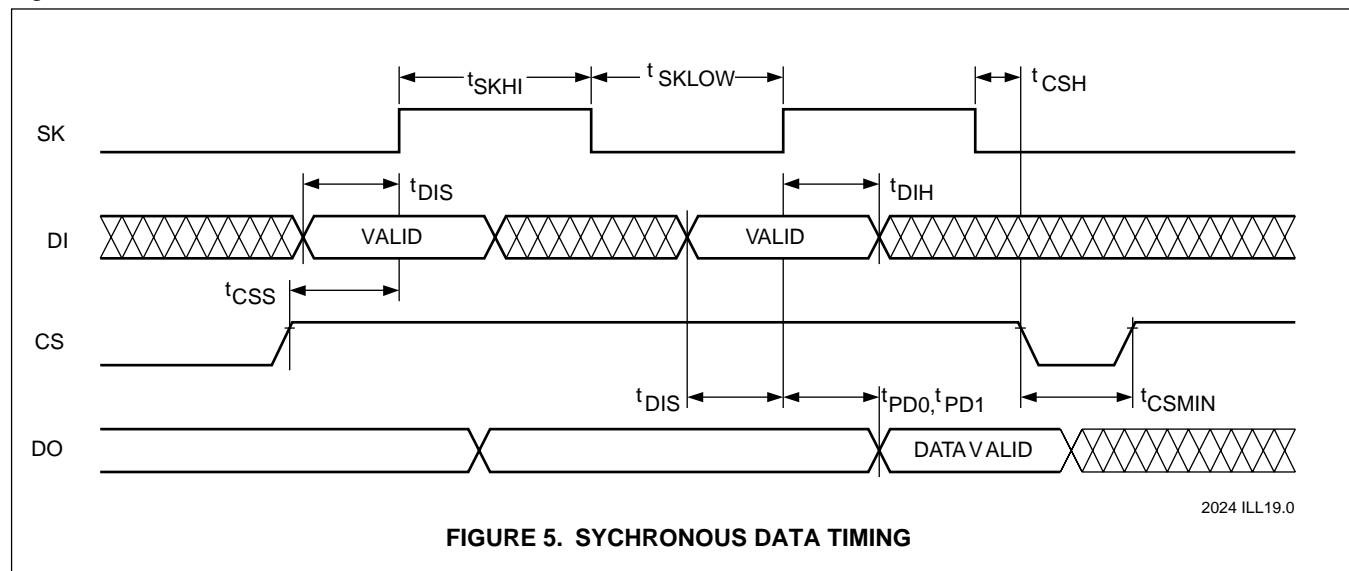 tSKHI
tSKLOW
tCSH
SK
tDIS
tDIH
DI
VALID
VALID
tCSS
CS
tDIS
tPD0,tPD1
tCSMIN
DO
DATA VALID
2024 ILL19.0
FIGURE 5. SYCHRONOUS DATA TIMING